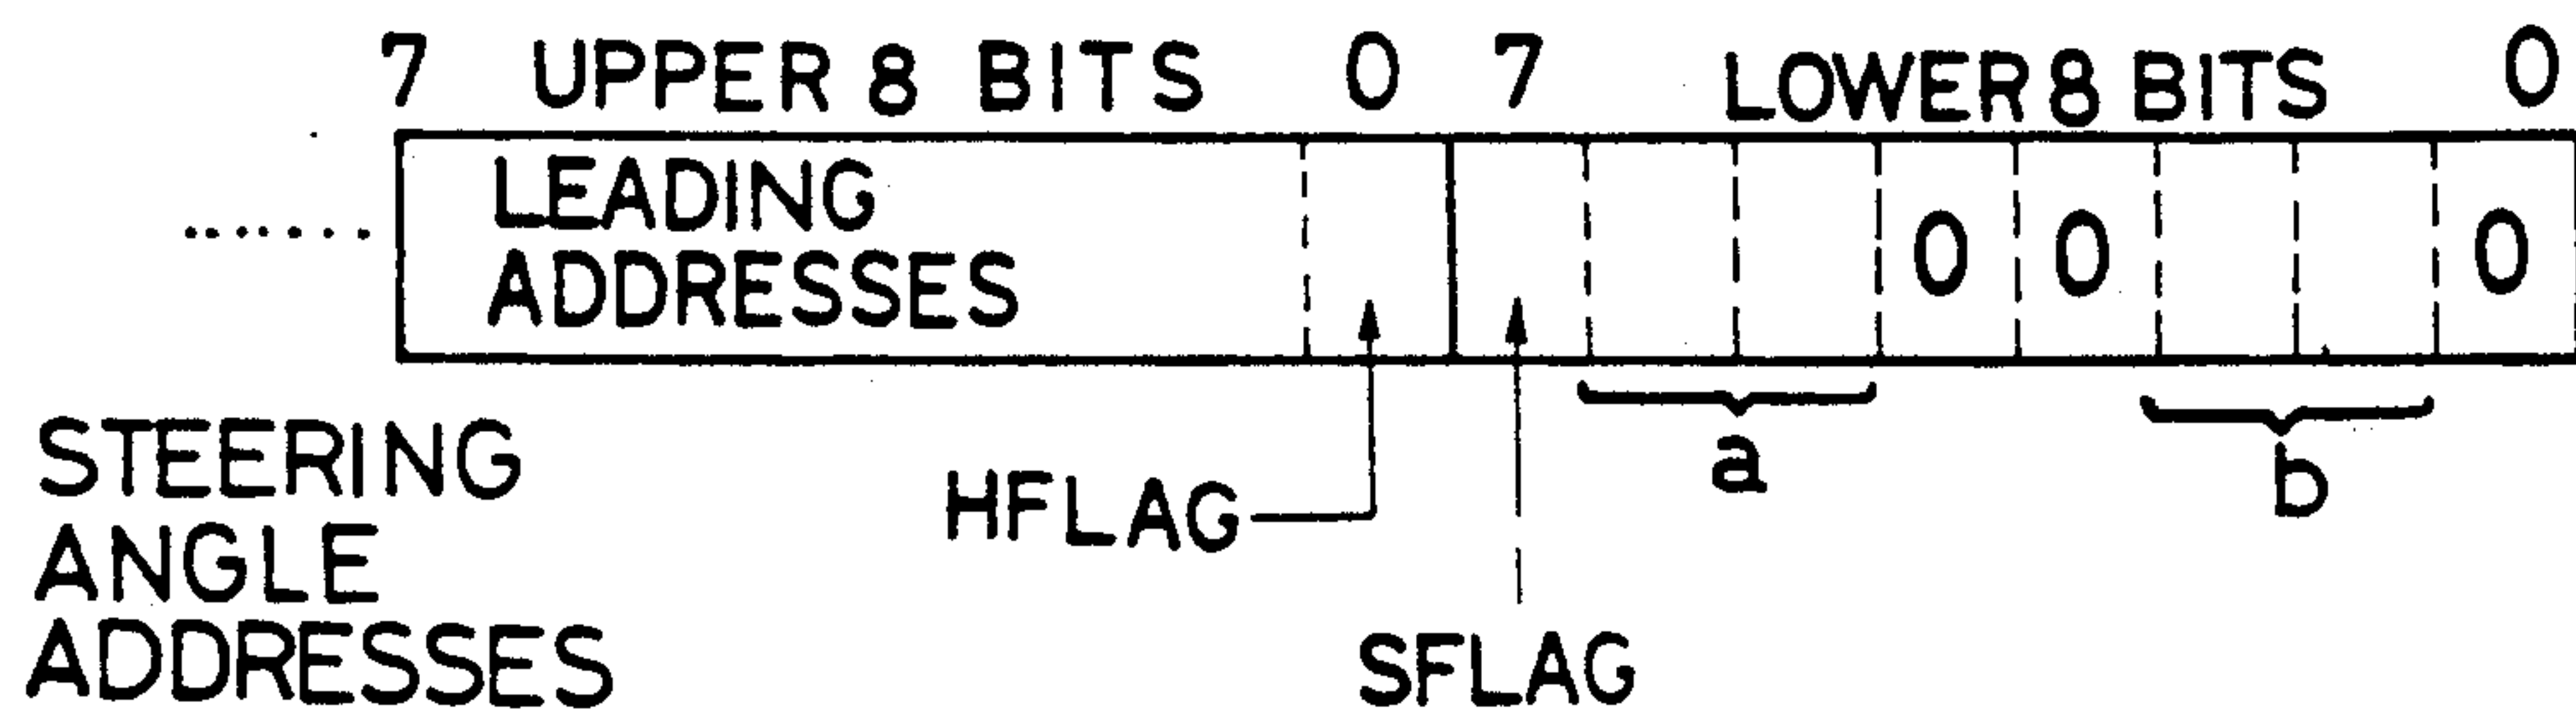 7 UPPER 8 BITS 0 7 LOWER 8 BITS 0
LEADING
ADDRESSES
0 0 0
a
b
HFLAG
SFLAG
STEERING
ANGLE
ADDRESSES